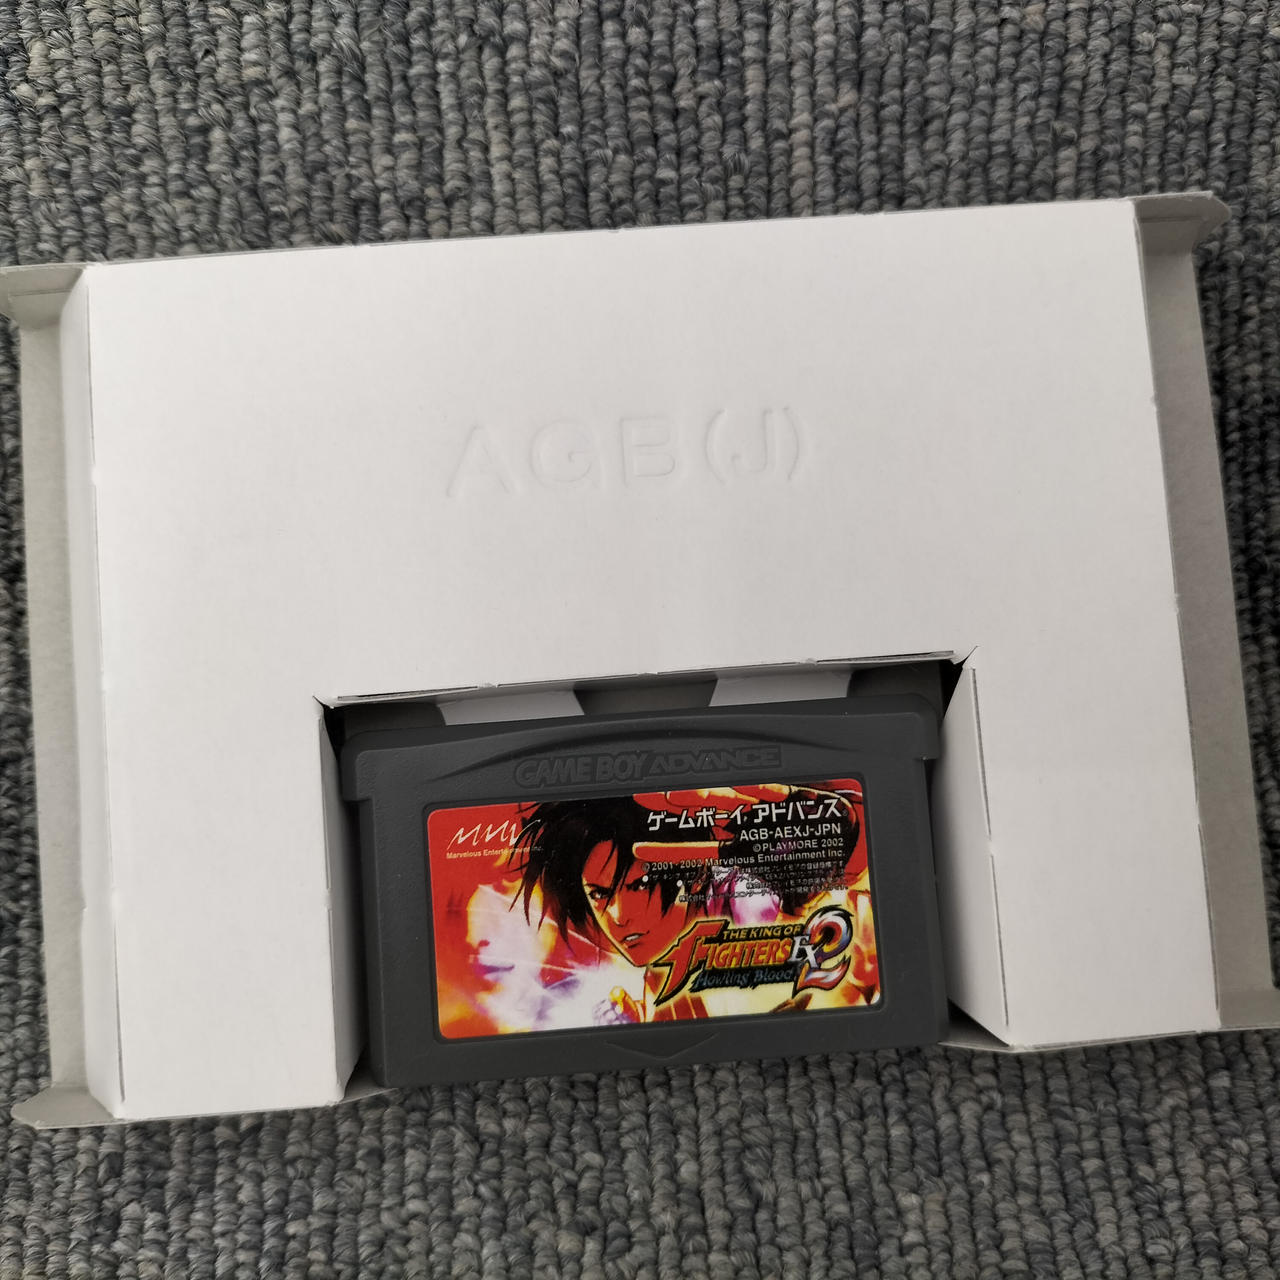 AGB(J)
GAME BOY ADVANCE
ゲームボーイ アドバンス
AGB-AEXJ-JPN
©PLAYMORE 2002
©2001-2002 Marvelous Entertainment Inc.
MMV
Marvelous Entertainment Inc.
THE KING OF
FIGHTERS EX2
Howling Blood